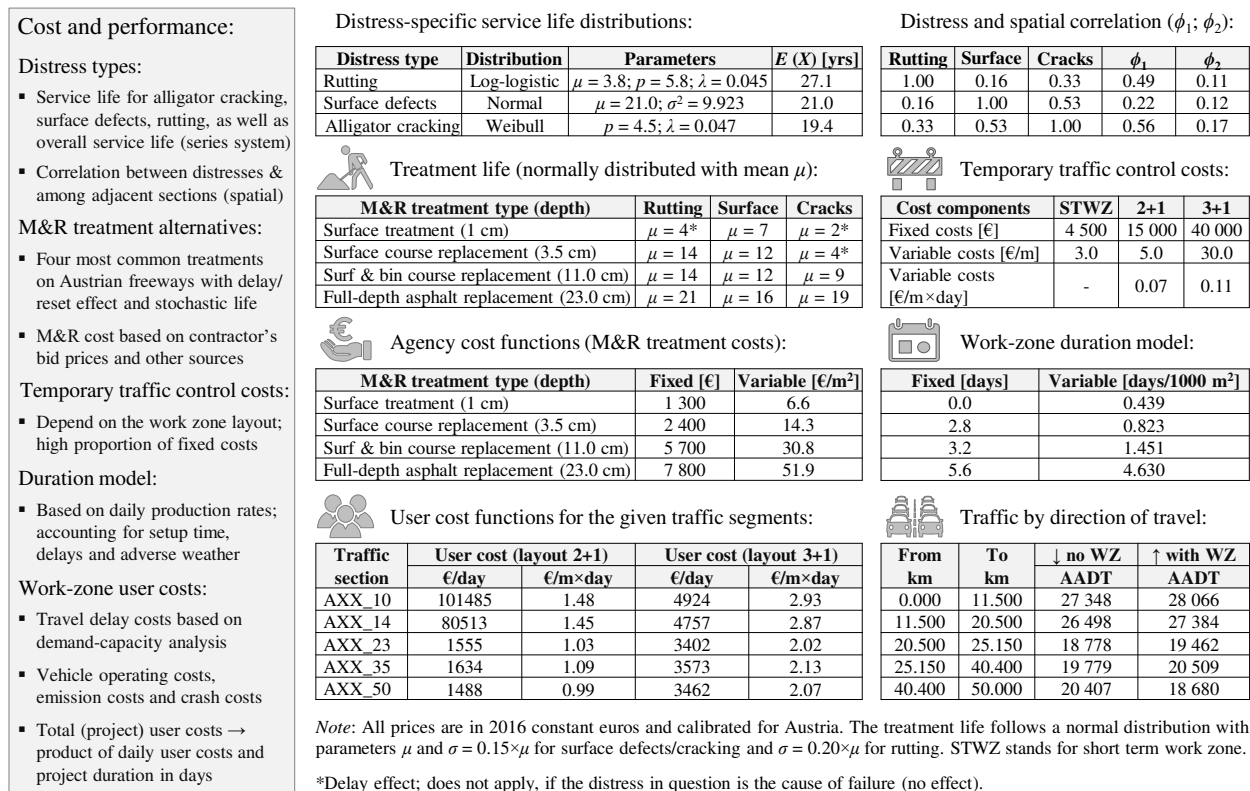 Cost and performance:
Distress types:
▪ Service life for alligator cracking,
surface defects, rutting, as well as
overall service life (series system)
▪ Correlation between distresses &
among adjacent sections (spatial)
M&R treatment alternatives:
▪ Four most common treatments
on Austrian freeways with delay/
reset effect and stochastic life
▪ M&R cost based on contractor's
bid prices and other sources
Temporary traffic control costs:
▪ Depend on the work zone layout;
high proportion of fixed costs
Duration model:
▪ Based on daily production rates;
accounting for setup time,
delays and adverse weather
Work-zone user costs:
▪ Travel delay costs based on
demand-capacity analysis
▪ Vehicle operating costs,
emission costs and crash costs
▪ Total (project) user costs →
product of daily user costs and
project duration in days
Distress-specific service life distributions:
Distress type Distribution Parameters E (X) [yrs]
Rutting Log-logistic μ = 3.8; p = 5.8; λ = 0.045 27.1
Surface defects Normal μ = 21.0; σ² = 9.923 21.0
Alligator cracking Weibull p = 4.5; λ = 0.047 19.4
Distress and spatial correlation (ϕ₁; ϕ₂):
Rutting Surface Cracks ϕ₁ ϕ₂
1.00 0.16 0.33 0.49 0.11
0.16 1.00 0.53 0.22 0.12
0.33 0.53 1.00 0.56 0.17
Treatment life (normally distributed with mean μ):
M&R treatment type (depth) Rutting Surface Cracks
Surface treatment (1 cm) μ = 4* μ = 7 μ = 2*
Surface course replacement (3.5 cm) μ = 14 μ = 12 μ = 4*
Surf & bin course replacement (11.0 cm) μ = 14 μ = 12 μ = 9
Full-depth asphalt replacement (23.0 cm) μ = 21 μ = 16 μ = 19
Temporary traffic control costs:
Cost components STWZ 2+1 3+1
Fixed costs [€] 4 500 15 000 40 000
Variable costs [€/m] 3.0 5.0 30.0
Variable costs
[€/m×day] - 0.07 0.11
€
Agency cost functions (M&R treatment costs):
M&R treatment type (depth) Fixed [€] Variable [€/m²]
Surface treatment (1 cm) 1 300 6.6
Surface course replacement (3.5 cm) 2 400 14.3
Surf & bin course replacement (11.0 cm) 5 700 30.8
Full-depth asphalt replacement (23.0 cm) 7 800 51.9
Work-zone duration model:
Fixed [days] Variable [days/1000 m²]
0.0 0.439
2.8 0.823
3.2 1.451
5.6 4.630
User cost functions for the given traffic segments:
Traffic User cost (layout 2+1) User cost (layout 3+1)
section €/day €/m×day €/day €/m×day
AXX_10 101485 1.48 4924 2.93
AXX_14 80513 1.45 4757 2.87
AXX_23 1555 1.03 3402 2.02
AXX_35 1634 1.09 3573 2.13
AXX_50 1488 0.99 3462 2.07
Traffic by direction of travel:
From To ↓ no WZ ↑ with WZ
km km AADT AADT
0.000 11.500 27 348 28 066
11.500 20.500 26 498 27 384
20.500 25.150 18 778 19 462
25.150 40.400 19 779 20 509
40.400 50.000 20 407 18 680
Note: All prices are in 2016 constant euros and calibrated for Austria. The treatment life follows a normal distribution with
parameters μ and σ = 0.15×μ for surface defects/cracking and σ = 0.20×μ for rutting. STWZ stands for short term work zone.
*Delay effect; does not apply, if the distress in question is the cause of failure (no effect).